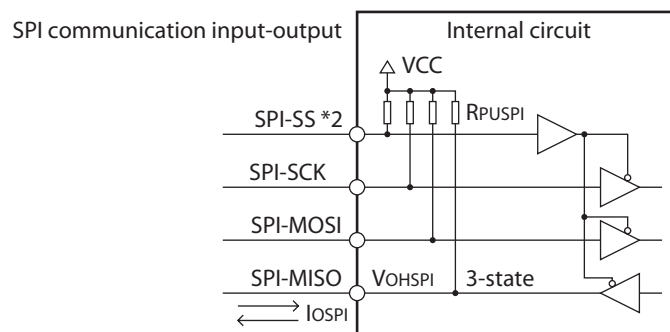 SPI communication input-output
Internal circuit
VCC
SPI-SS *2
RPUSPI
SPI-SCK
SPI-MOSI
SPI-MISO
VOHSPI
3-state
IOSPI